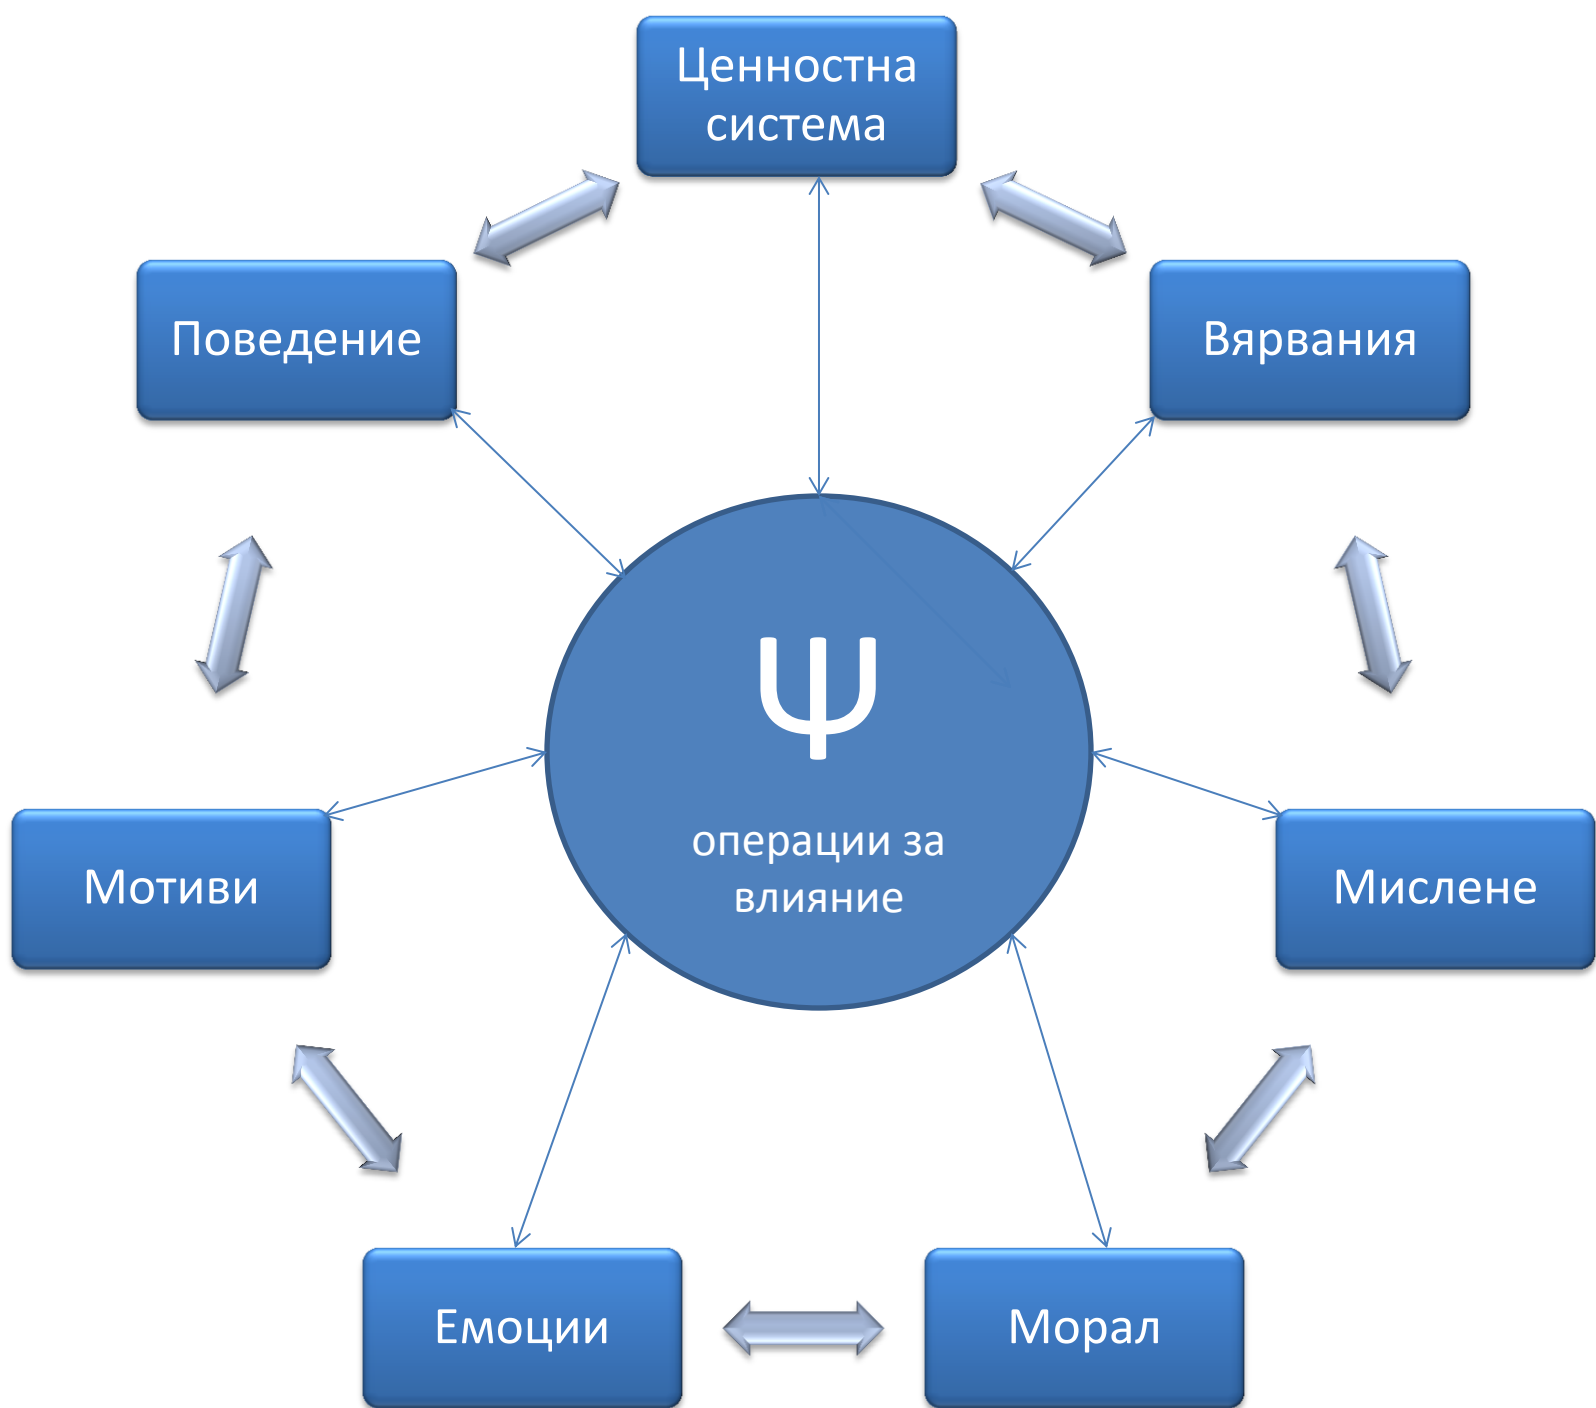 Ценностна
система
Поведение
Вярвания
ψ
операции за
влияние
Мотиви
Мислене
Емоции
Морал